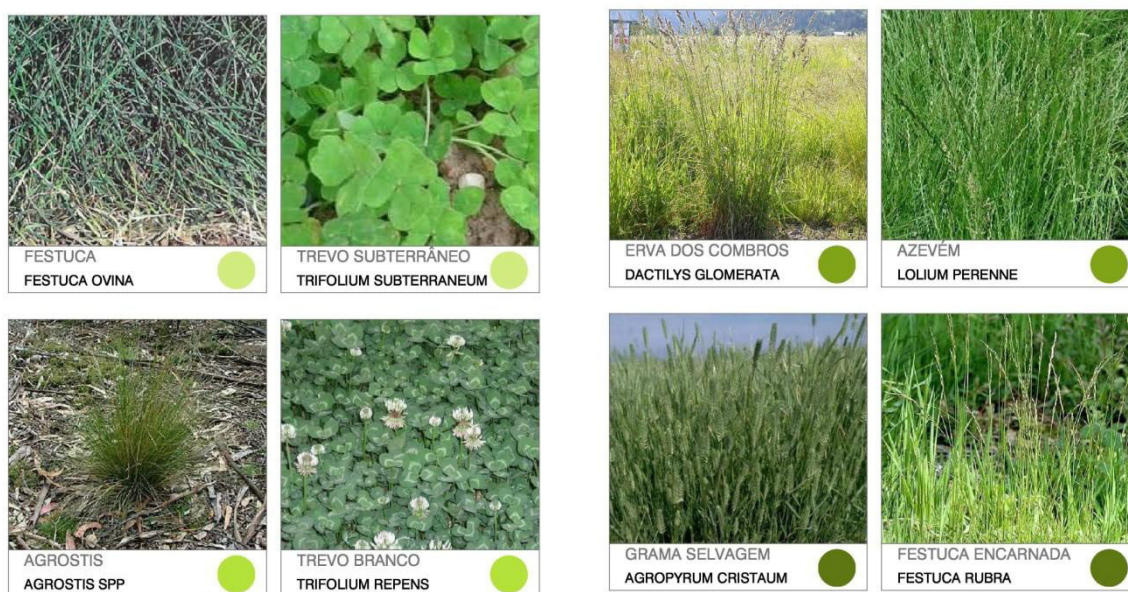 FESTUCA
FESTUCA OVINA
TREVO SUBTERRÂNEO
TRIFOLIUM SUBTERRANEUM
ERVA DOS COMBROS
DACTILYS GLOMERATA
AZEVÉM
LOLIUM PERENNE
AGROSTIS
AGROSTIS SPP
TREVO BRANCO
TRIFOLIUM REPENS
GRAMA SELVAGEM
AGROPYRUM CRISTAUM
FESTUCA ENCARNADA
FESTUCA RUBRA